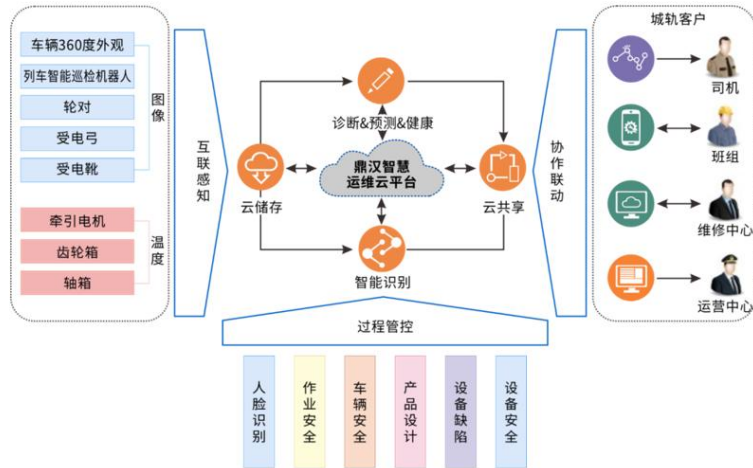 车辆360度外观
列车智能巡检机器人
轮对
受电弓
受电靴
图像
牵引电机
齿轮箱
轴箱
温度
互联感知
诊断&预测&健康
鼎汉智慧
运维云平台
云储存
云共享
智能识别
协作联动
城轨客户
司机
班组
维修中心
运营中心
过程管控
人脸识别
作业安全
车辆安全
产品设计
设备缺陷
设备安全